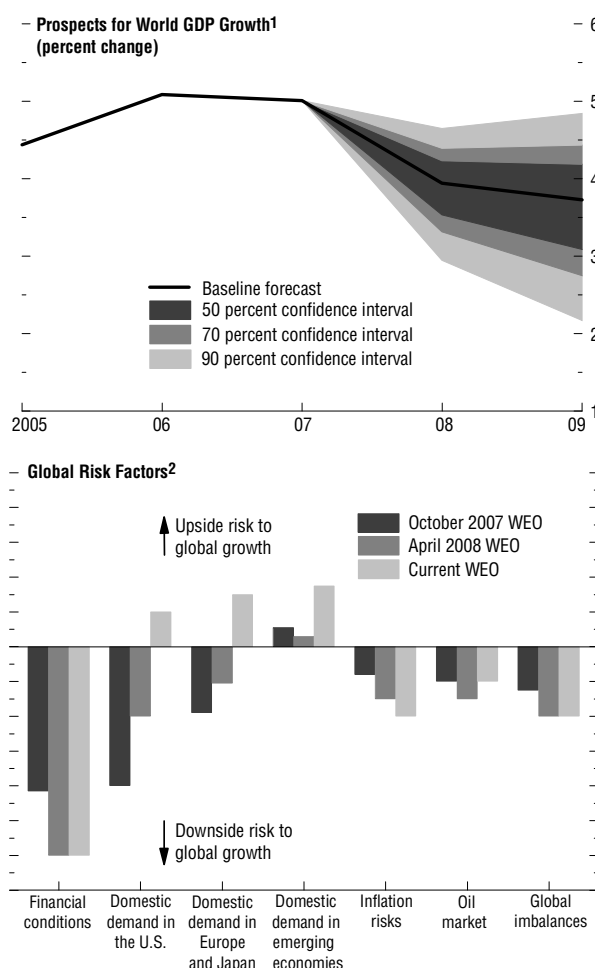 Prospects for World GDP Growth1
(percent change)
6
5
4
3
2
1
Baseline forecast
50 percent confidence interval
70 percent confidence interval
90 percent confidence interval
2005 06 07 08 09
Global Risk Factors2
Upside risk to
global growth
October 2007 WEO
April 2008 WEO
Current WEO
Downside risk to
global growth
Financial
conditions
Domestic
demand in
the U.S.
Domestic
demand in
Europe
and Japan
Domestic
demand in
emerging
economies
Inflation
risks
Oil
market
Global
imbalances